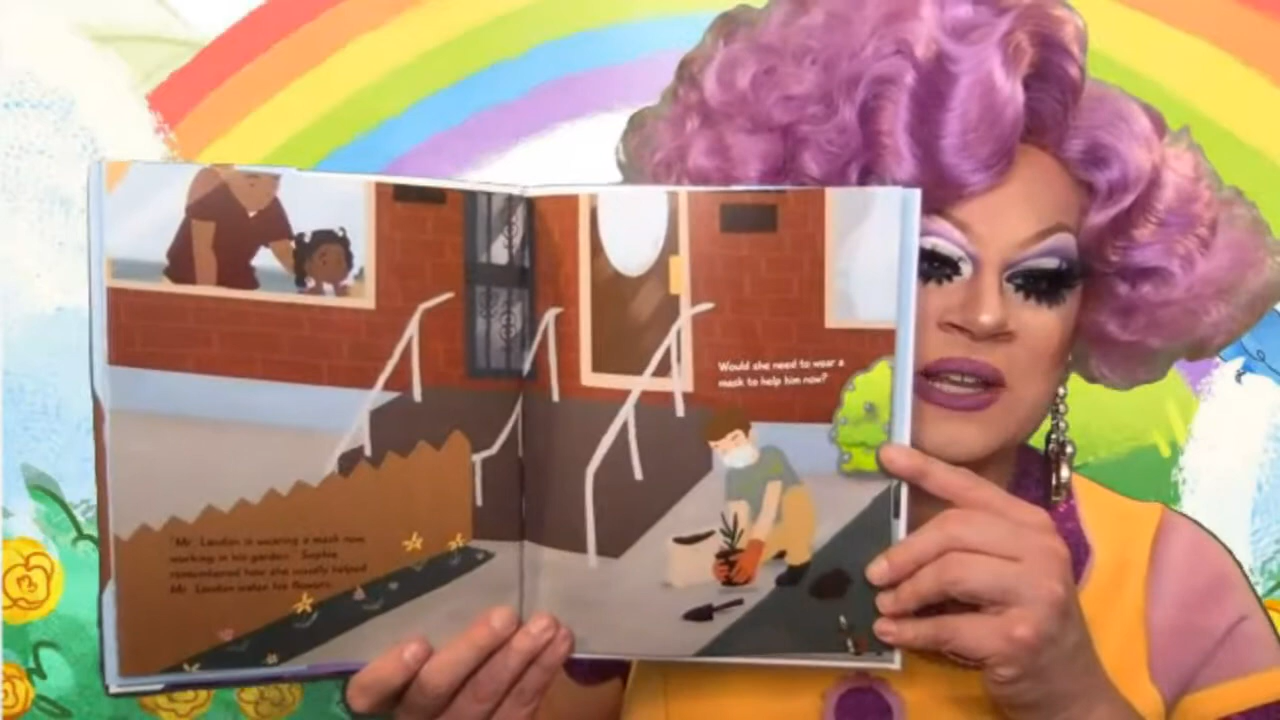 "Mr. Landon is wearing a mask now
working in his garden." Sophie
remembered how she usually helped
Mr. Landon water his flowers.
Would she need to wear a
mask to help him now?